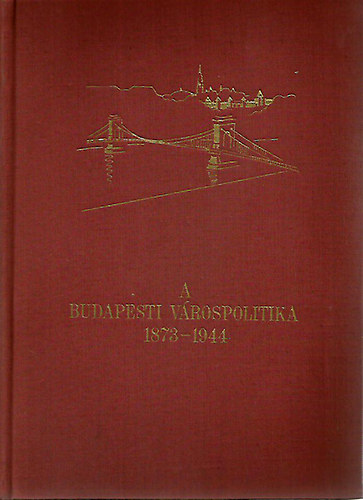 A
BUDAPESTI VÁROSPOLITIKA
1873-1944